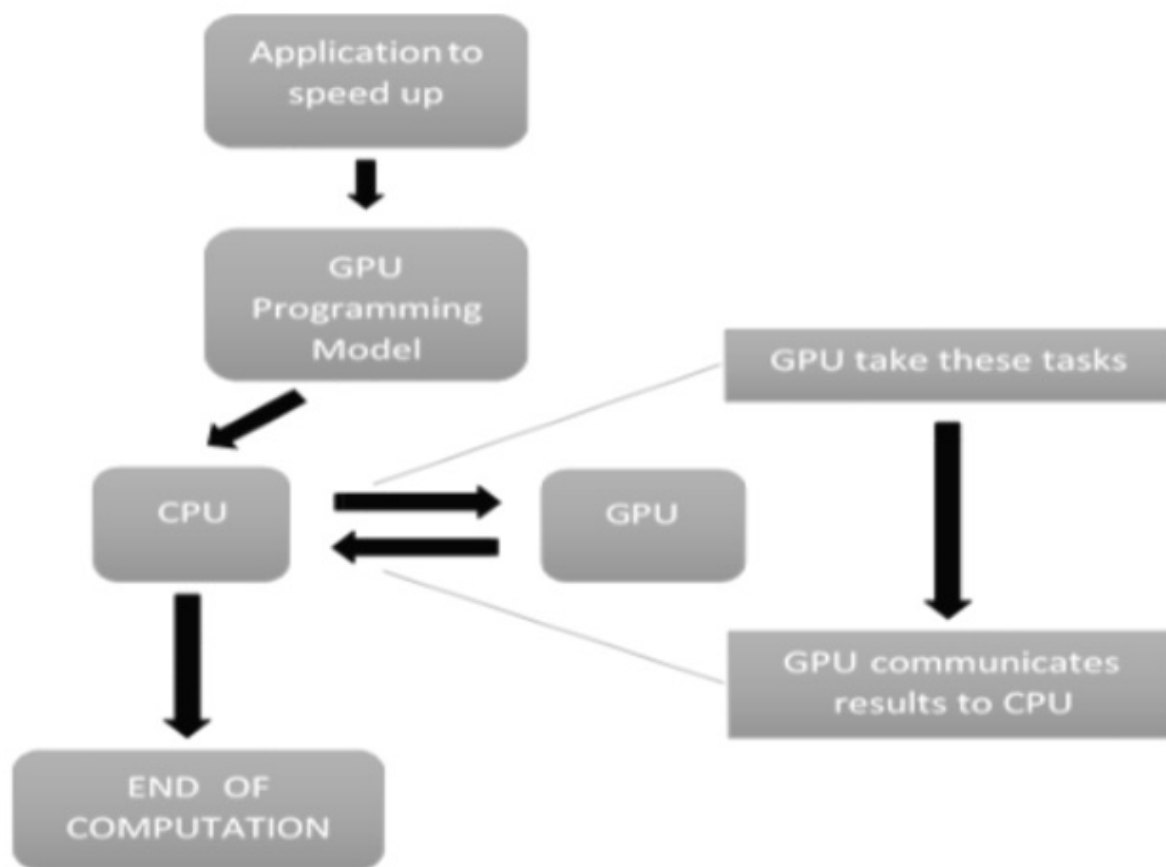 Application to
speed up
GPU
Programming
Model
GPU take these tasks
CPU
GPU
GPU communicates
results to CPU
END OF
COMPUTATION